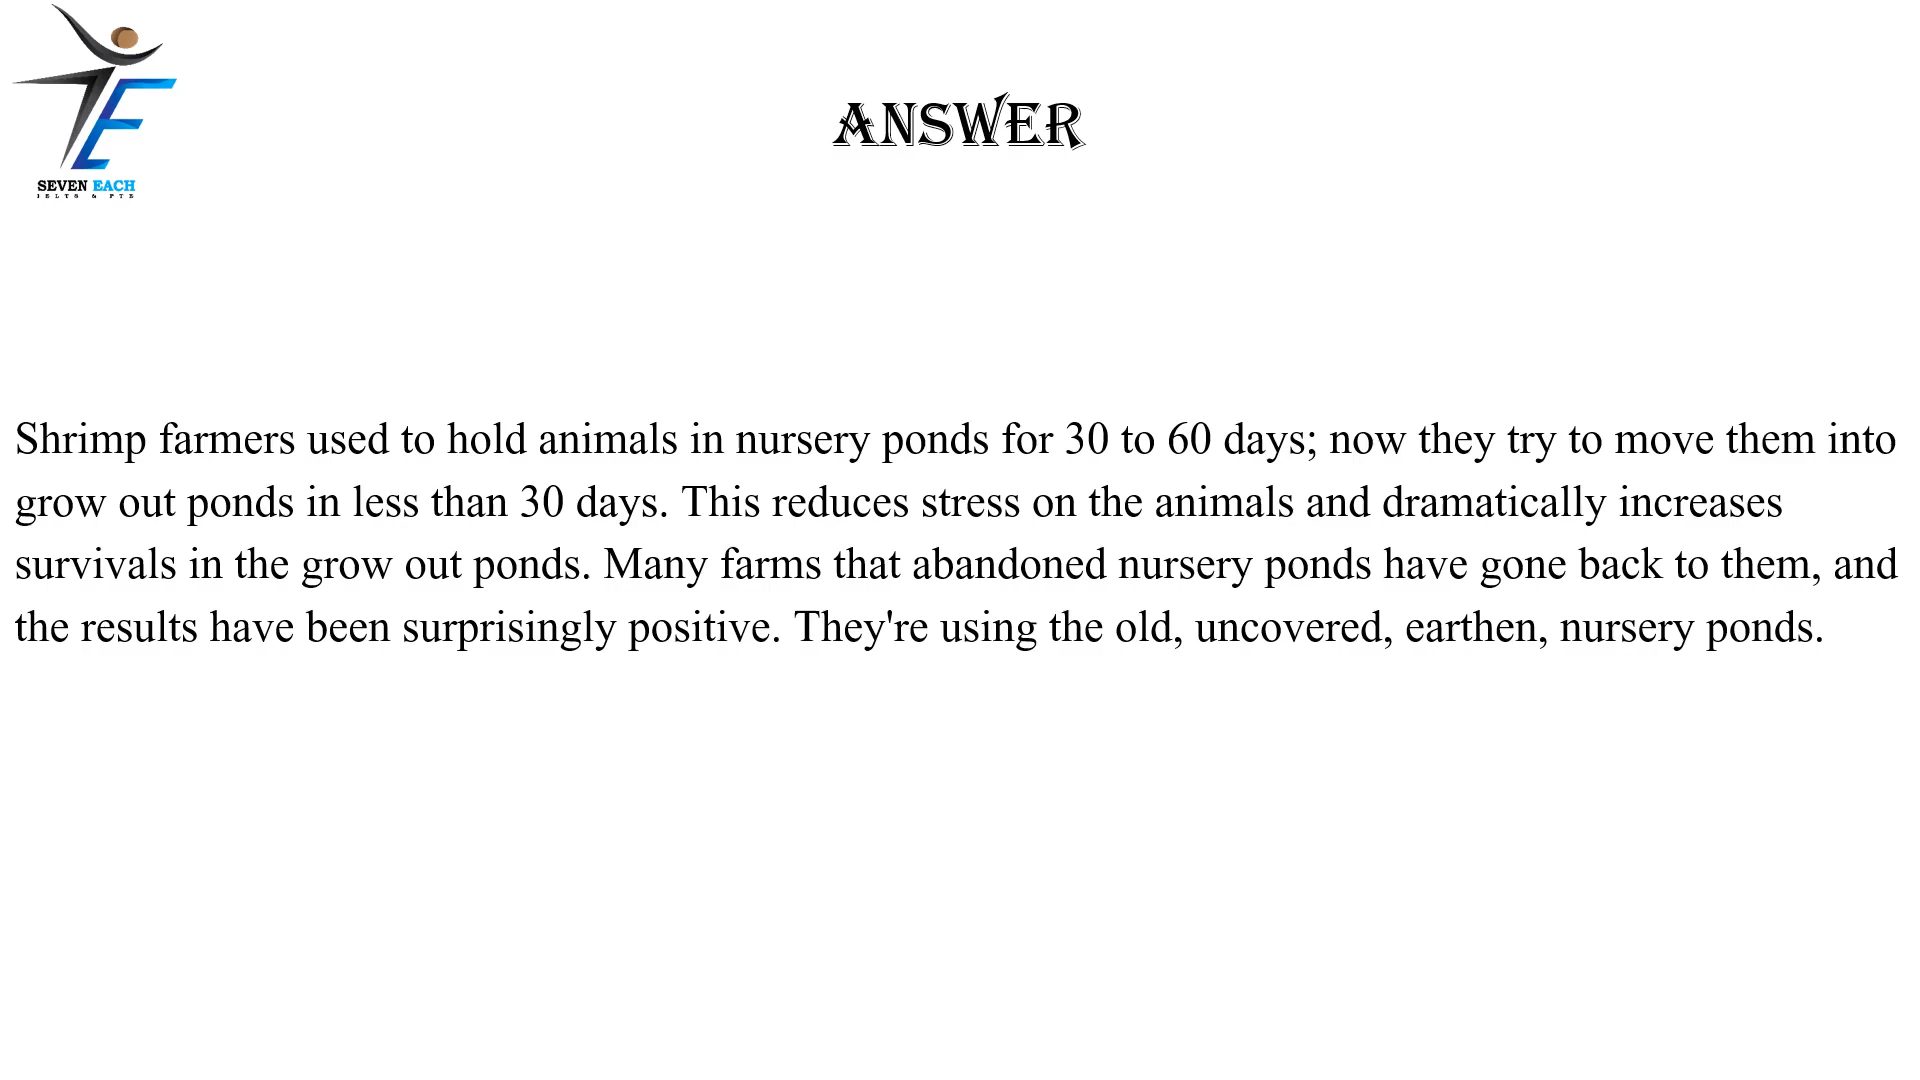 SEVEN EACH
IELTS & PTE
ANSWER
Shrimp farmers used to hold animals in nursery ponds for 30 to 60 days; now they try to move them into
grow out ponds in less than 30 days. This reduces stress on the animals and dramatically increases
survivals in the grow out ponds. Many farms that abandoned nursery ponds have gone back to them, and
the results have been surprisingly positive. They're using the old, uncovered, earthen, nursery ponds.